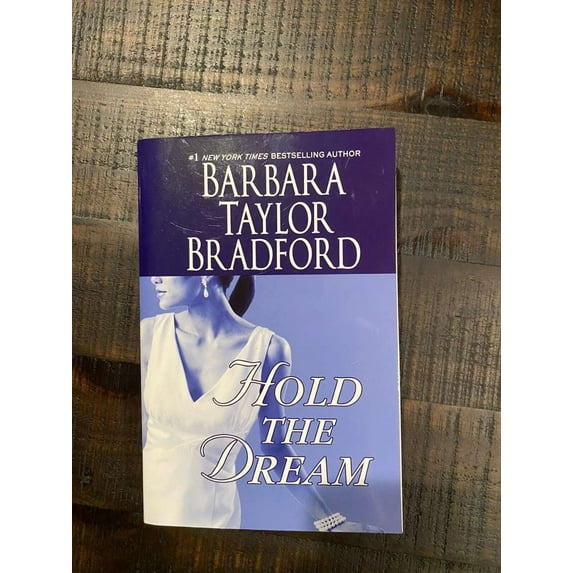 #1 NEW YORK TIMES BESTSELLING AUTHOR
BARBARA
TAYLOR
BRADFORD
HOLD
THE
DREAM